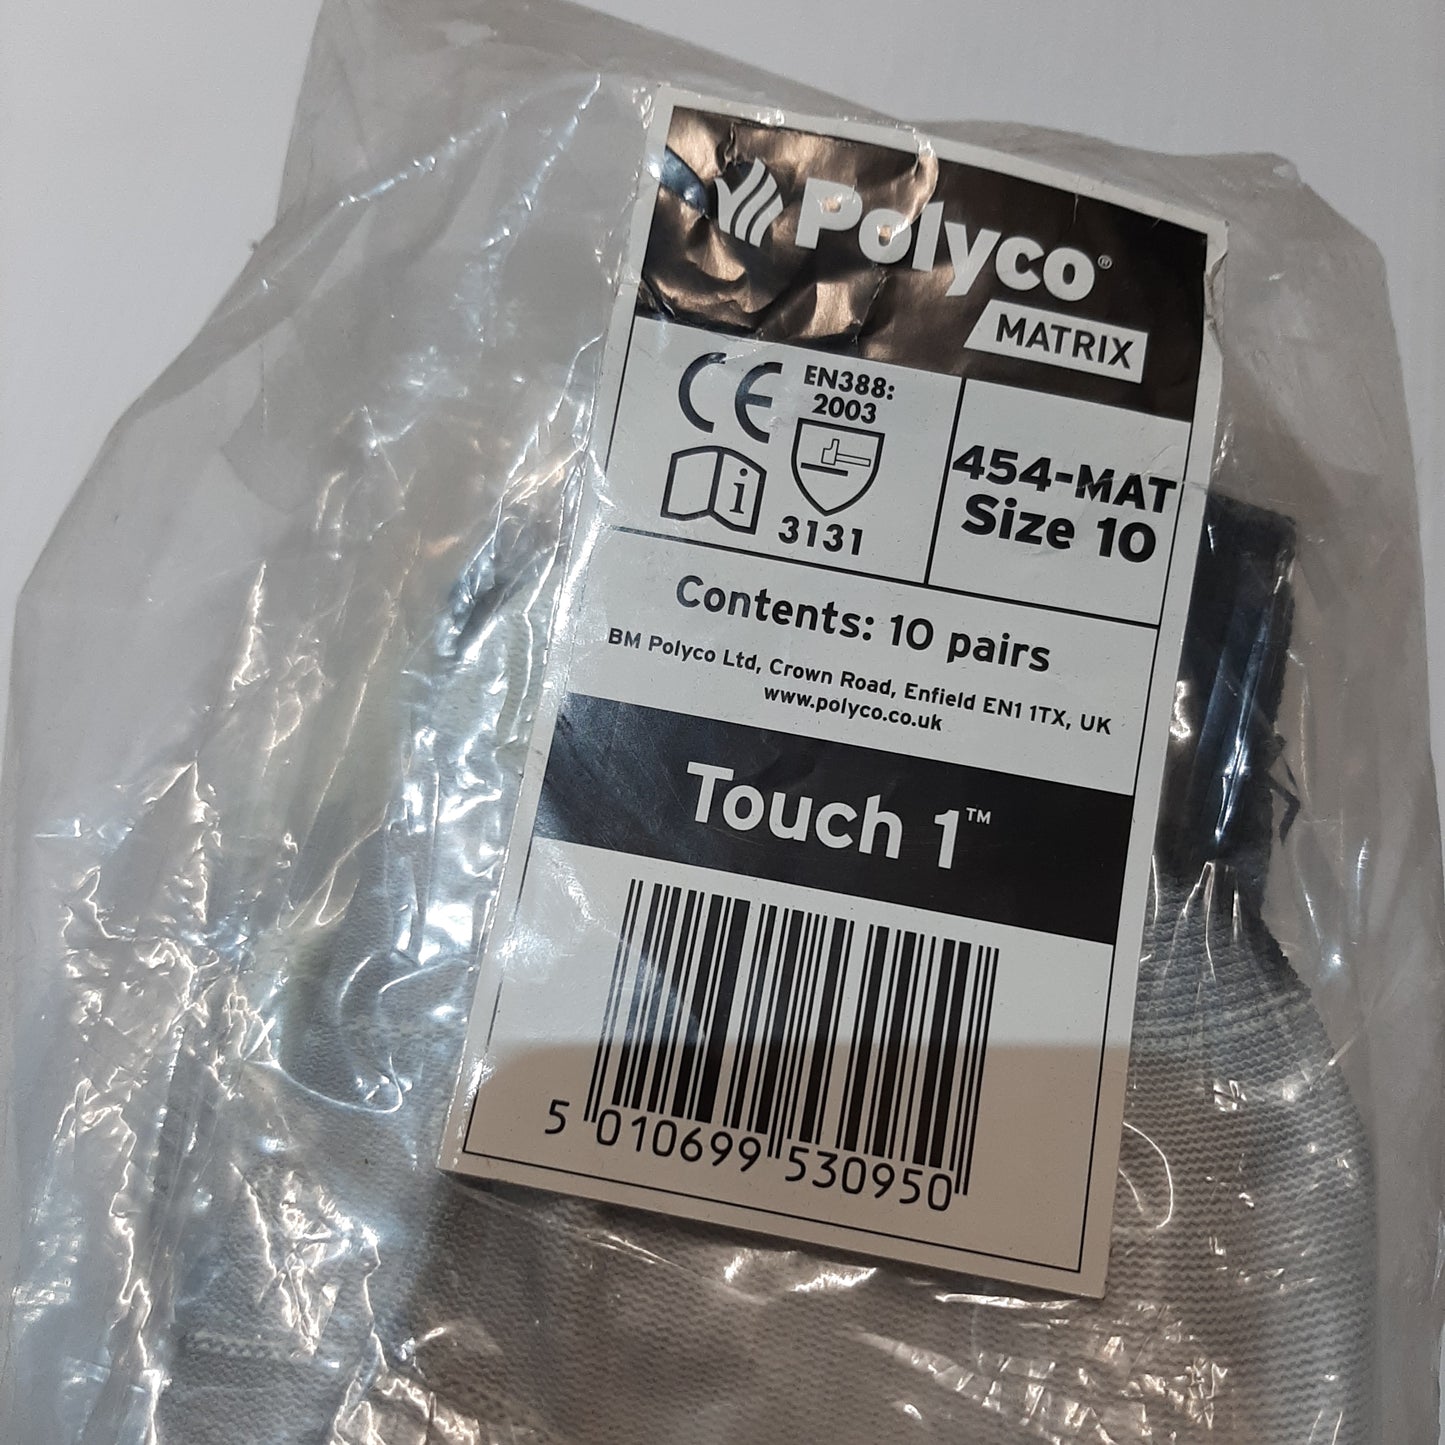 Polyco®
MATRIX
CE
EN388:
2003
i
3131
454-MAT
Size 10
Contents: 10 pairs
BM Polyco Ltd, Crown Road, Enfield EN1 1TX, UK
www.polyco.co.uk
Touch 1™
5 010699 530950